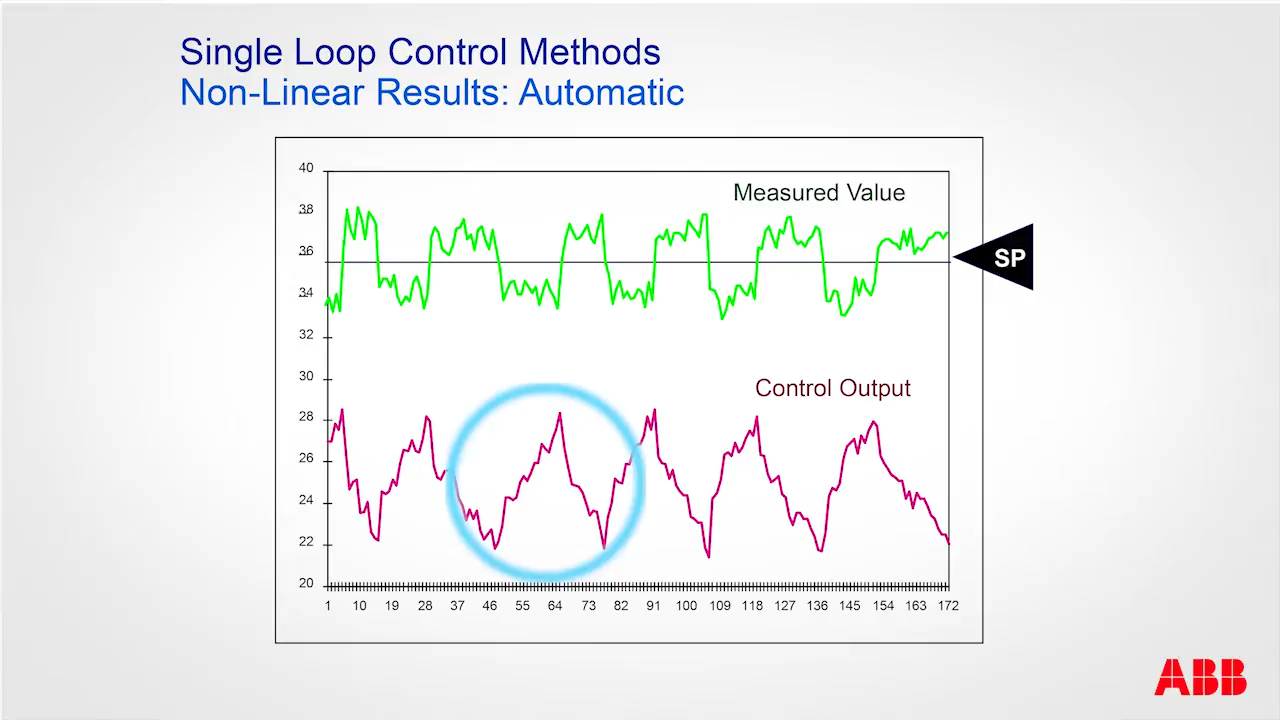 Single Loop Control Methods
Non-Linear Results: Automatic
40
Measured Value
38
36
SP
34
32
30
Control Output
28
26
24
22
20
1 10 19 28 37 46 55 64 73 82 91 100 109 118 127 136 145 154 163 172
ABB